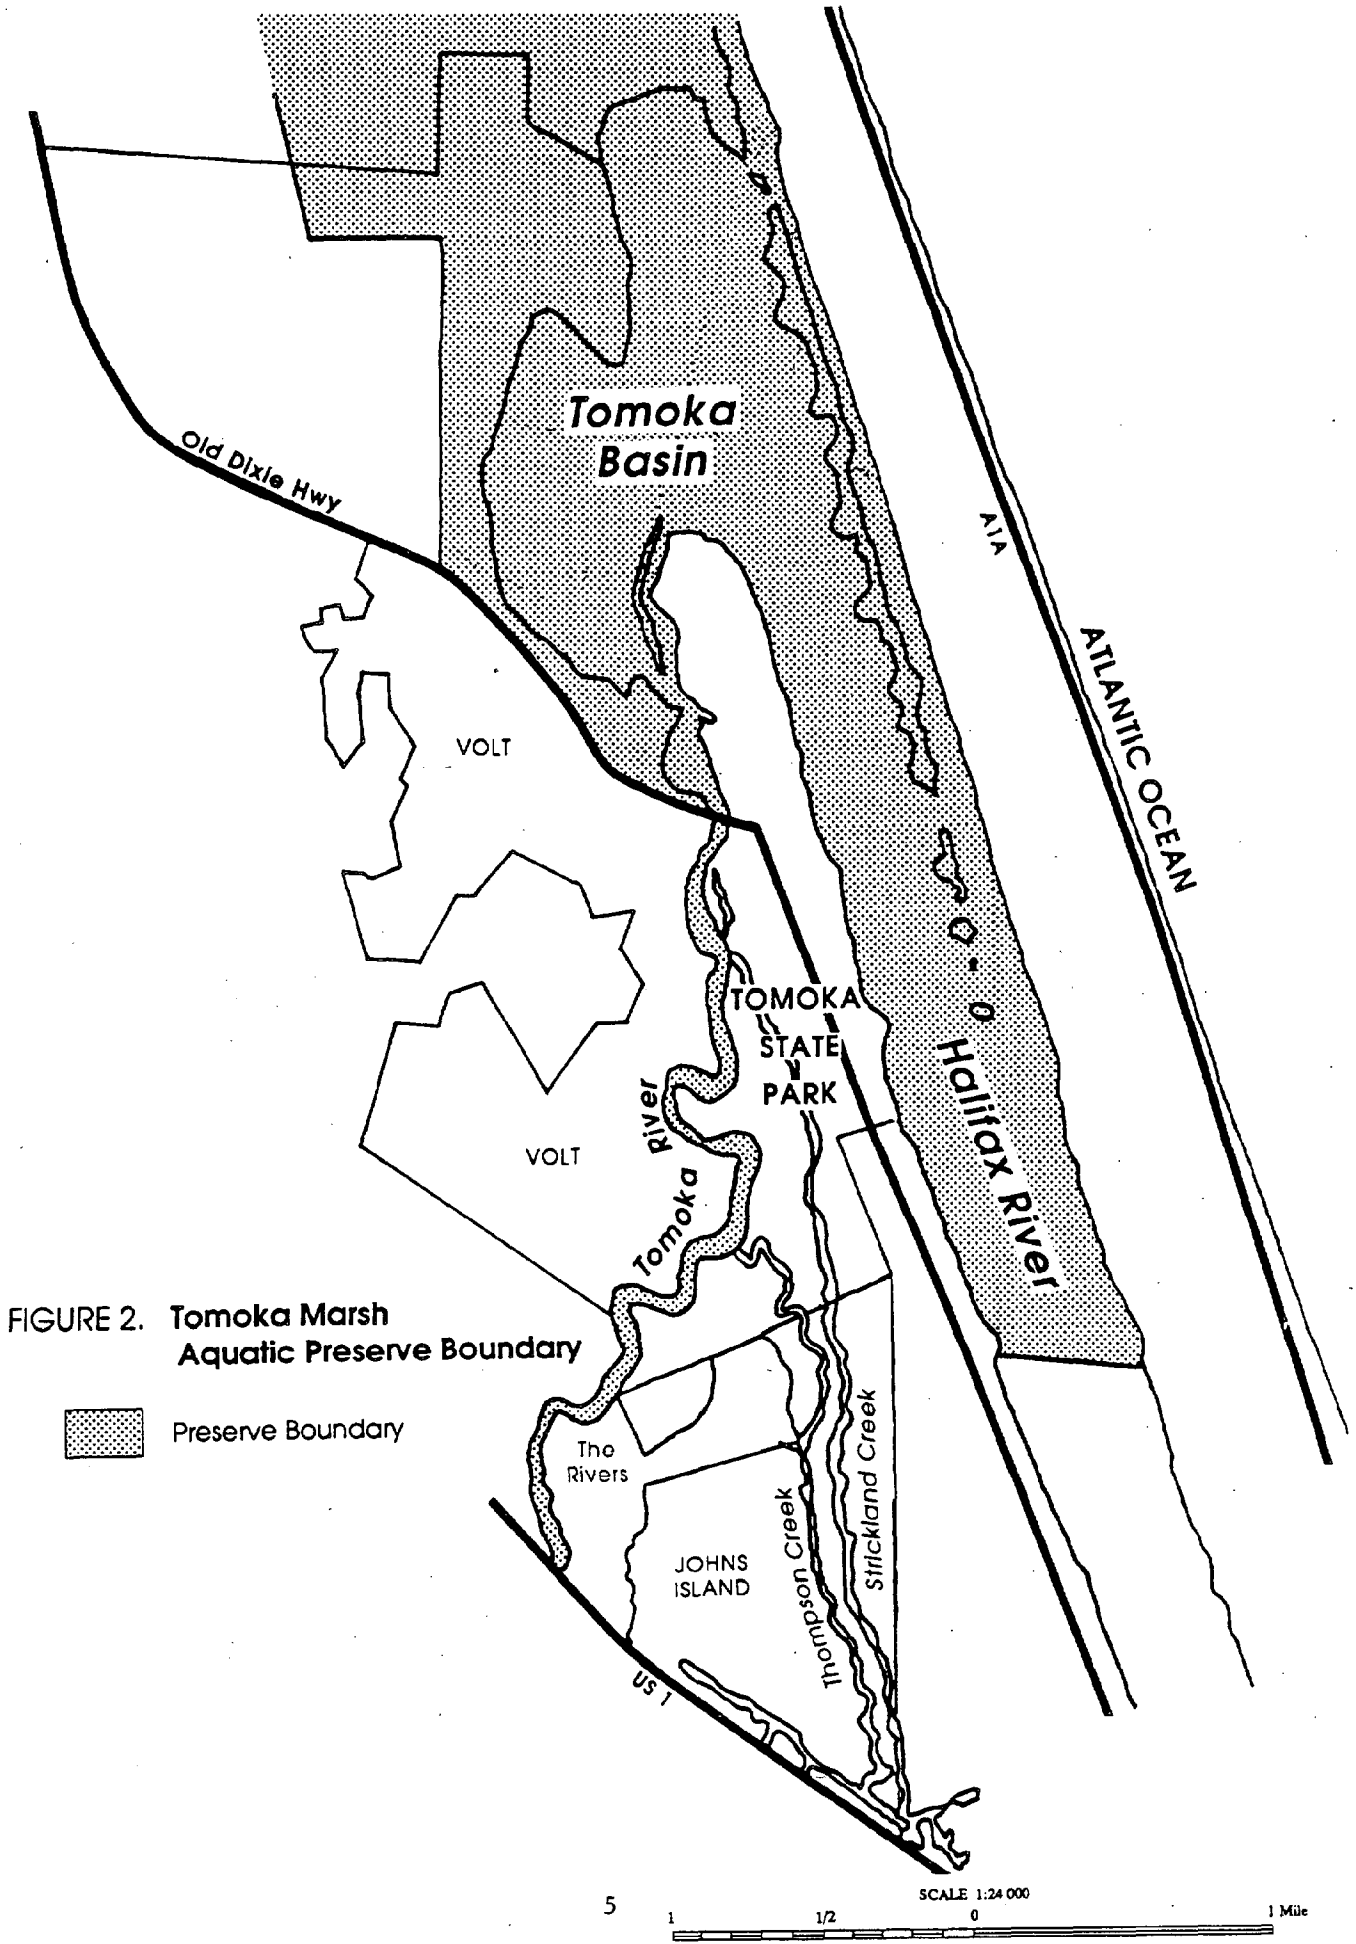 Tomoka
Basin
Old Dixie Hwy
A1A
ATLANTIC OCEAN
VOLT
TOMOKA
STATE
PARK
Halifax River
VOLT
Tomoka River
FIGURE 2. Tomoka Marsh
Aquatic Preserve Boundary
Preserve Boundary
The
Rivers
Strickland Creek
Thompson Creek
JOHNS
ISLAND
US 1
5
SCALE 1:24 000
1 1/2 0 1 Mile